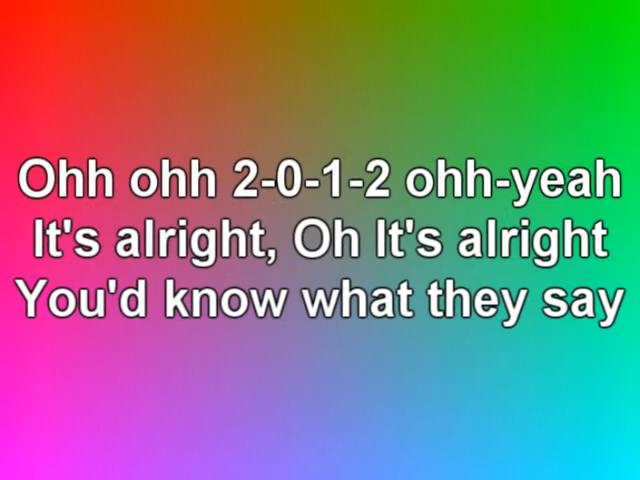 Ohh ohh 2-0-1-2 ohh-yeah
It's alright, Oh It's alright
You'd know what they say